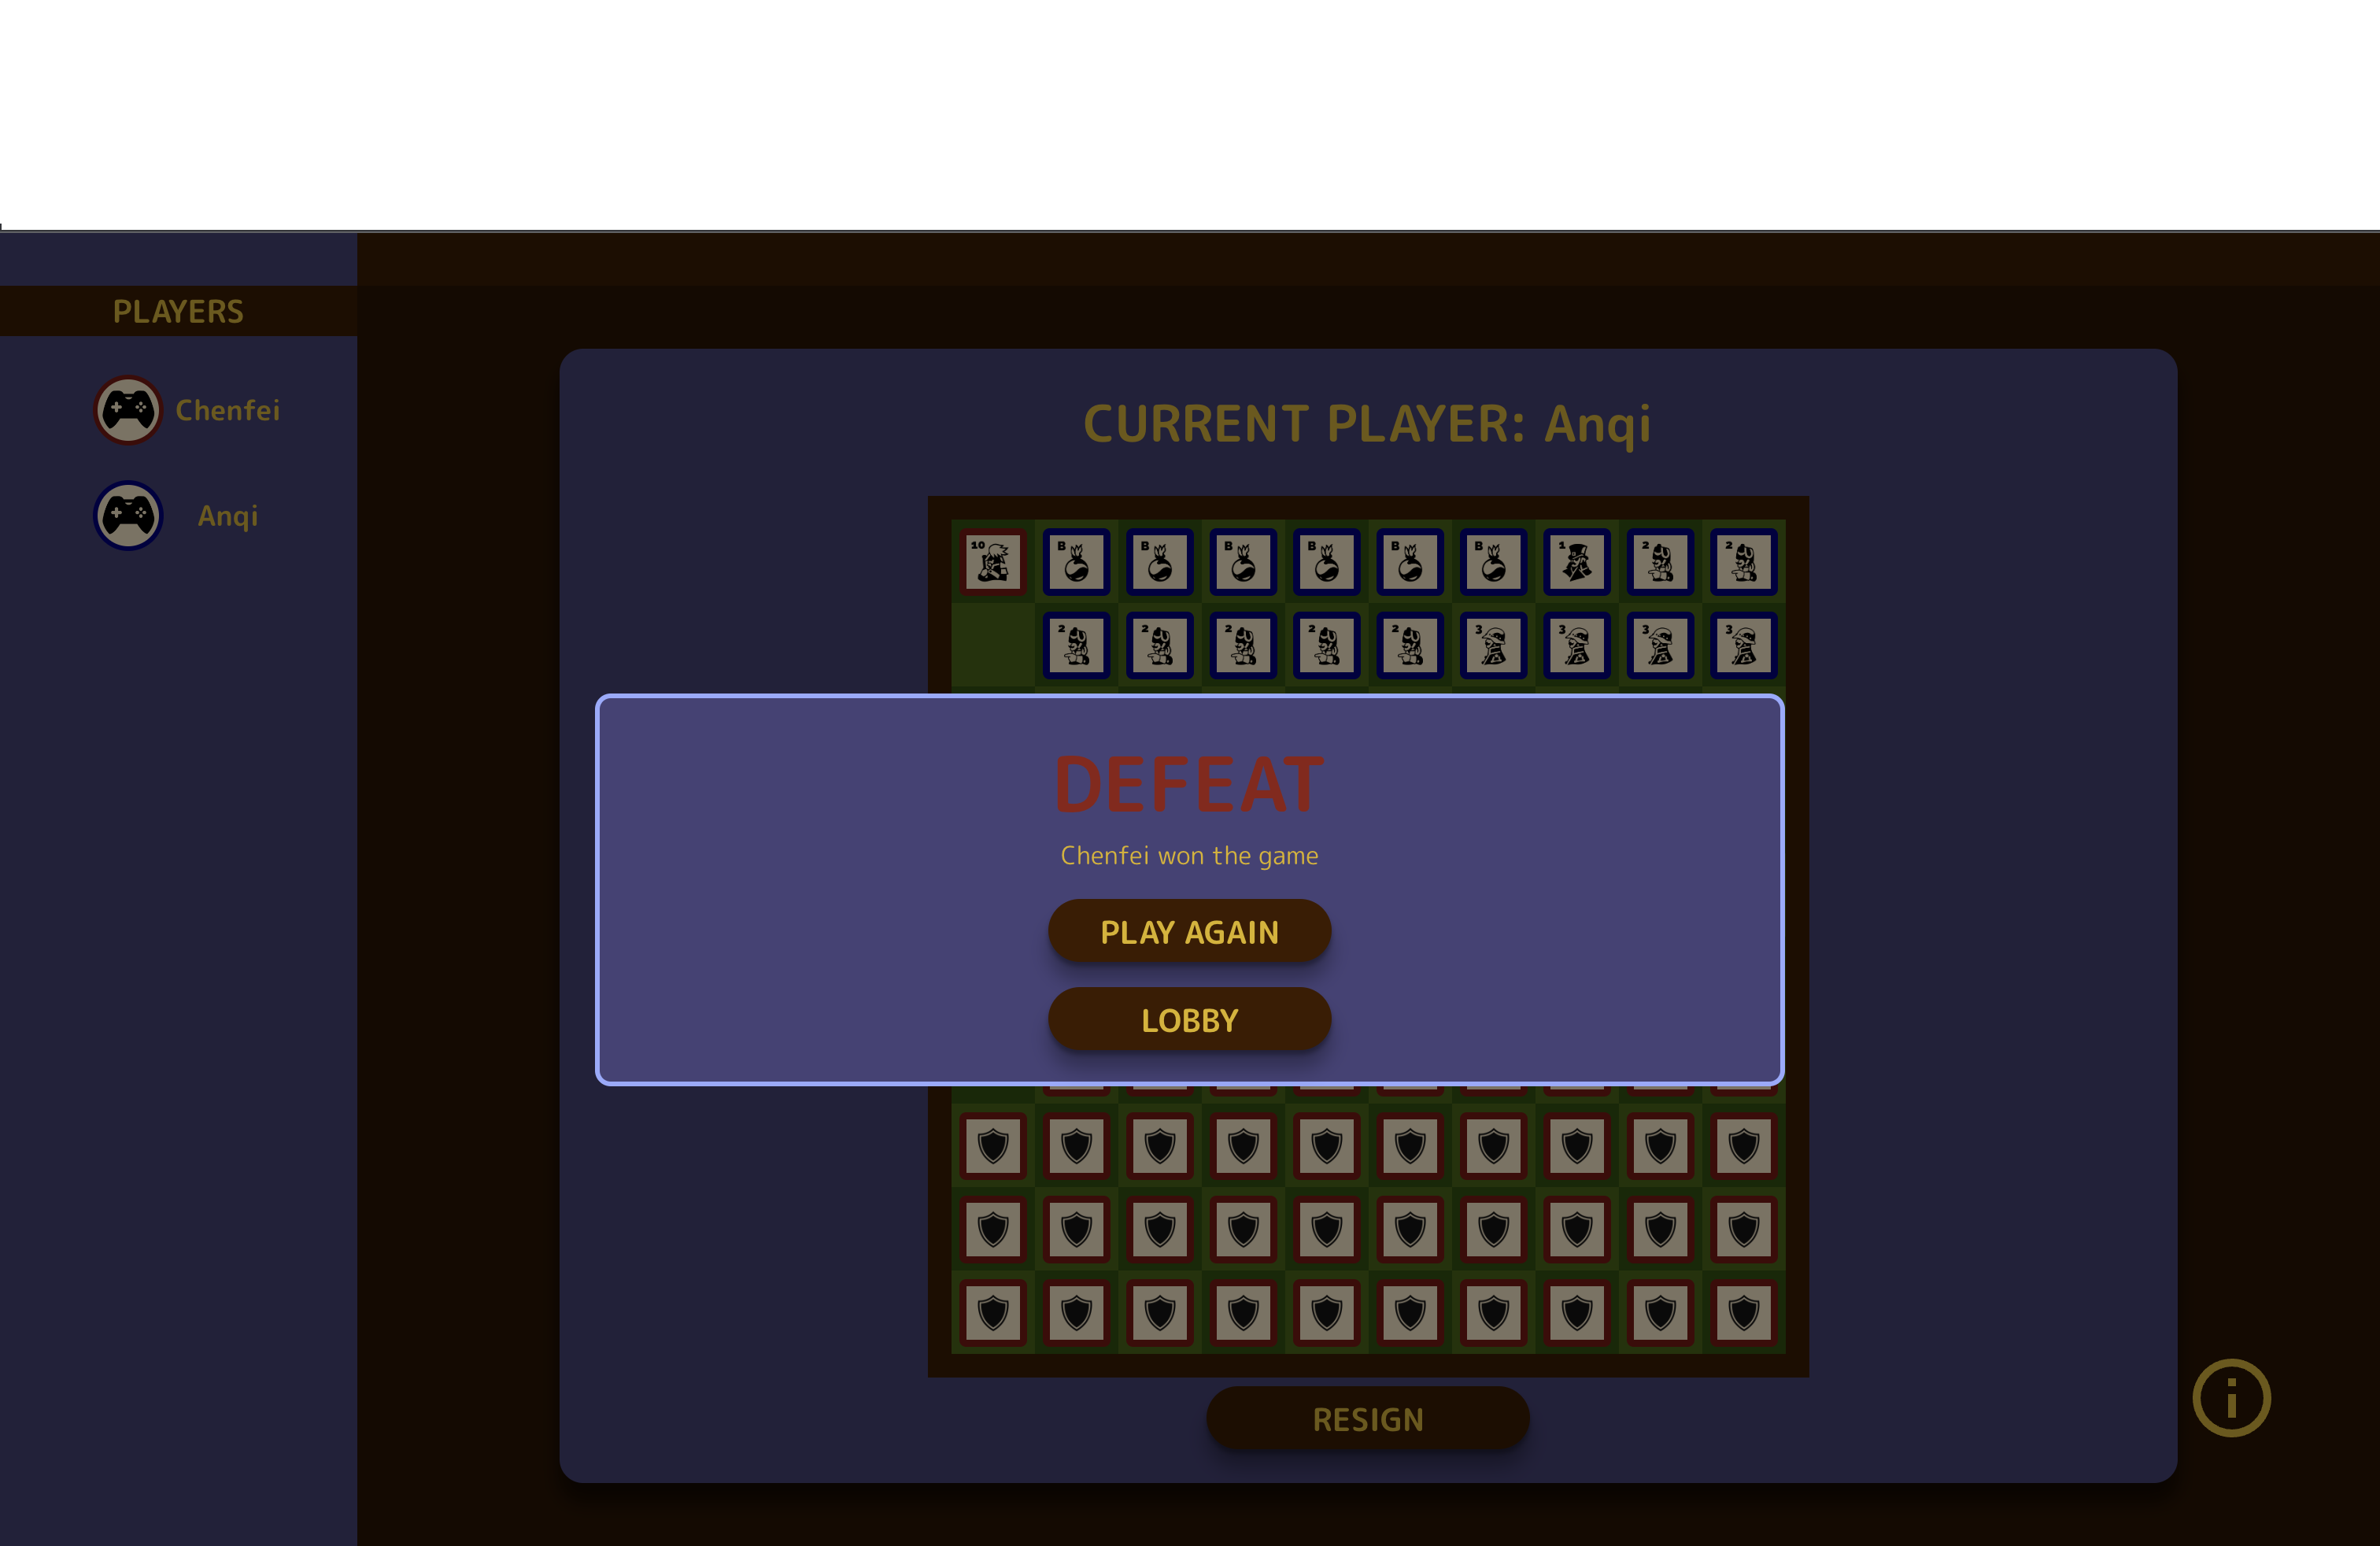 PLAYERS
Chenfei
Anqi
CURRENT PLAYER: Anqi
10 B B B B B B 1 2 2
2 2 2 2 2 3 3 3 3
DEFEAT
Chenfei won the game
PLAY AGAIN
LOBBY
RESIGN
i